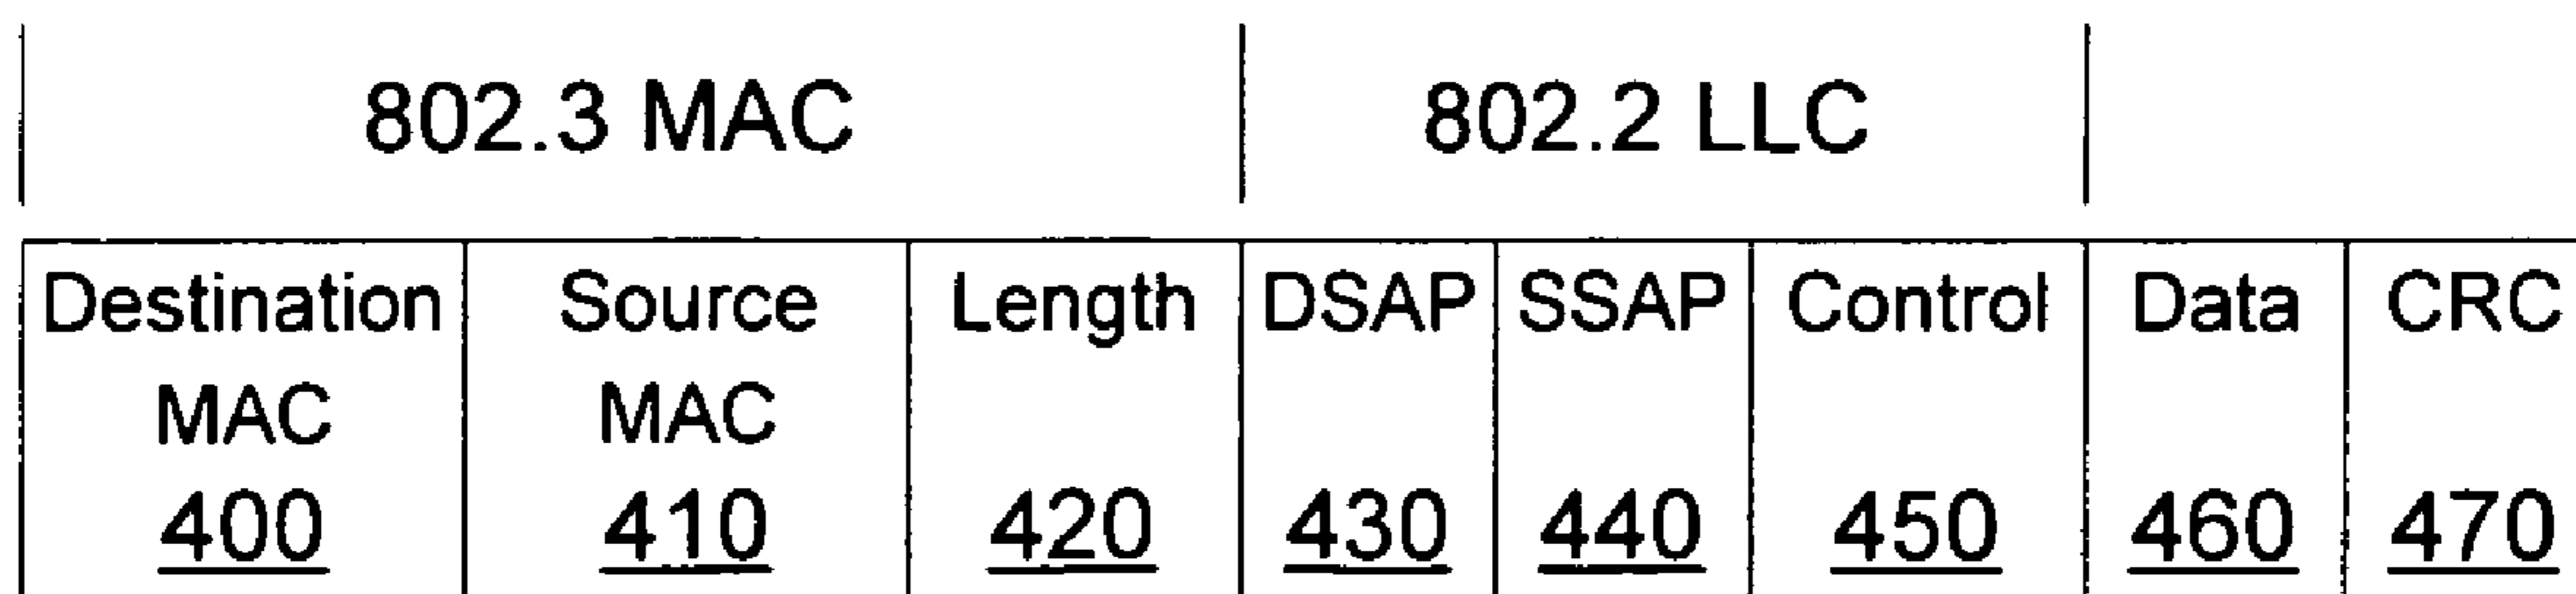 802.3 MAC 802.2 LLC
Destination Source Length DSAP SSAP Control Data CRC
MAC MAC
400 410 420 430 440 450 460 470